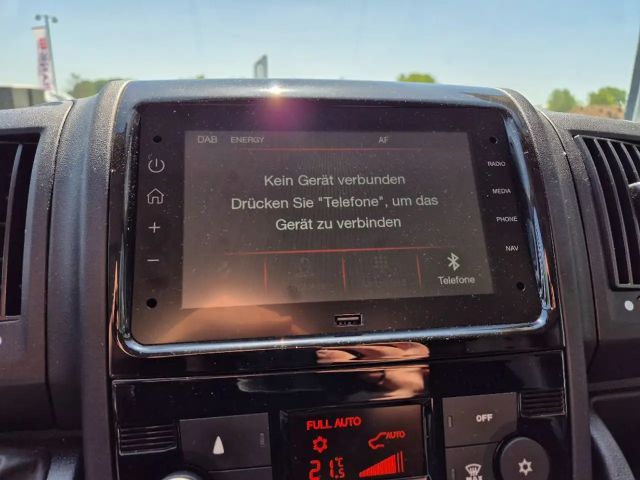 DAB ENERGY AF
Kein Gerät verbunden
Drücken Sie "Telefone", um das
Gerät zu verbinden
Telefone
RADIO
MEDIA
PHONE
NAV
FULL AUTO
AUTO
21.5 °C
OFF
MAX